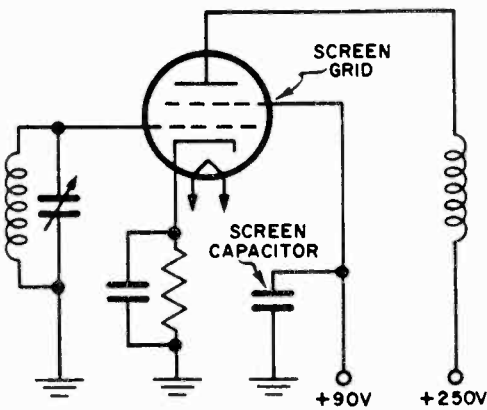 SCREEN
GRID
SCREEN
CAPACITOR
+90V
+250V